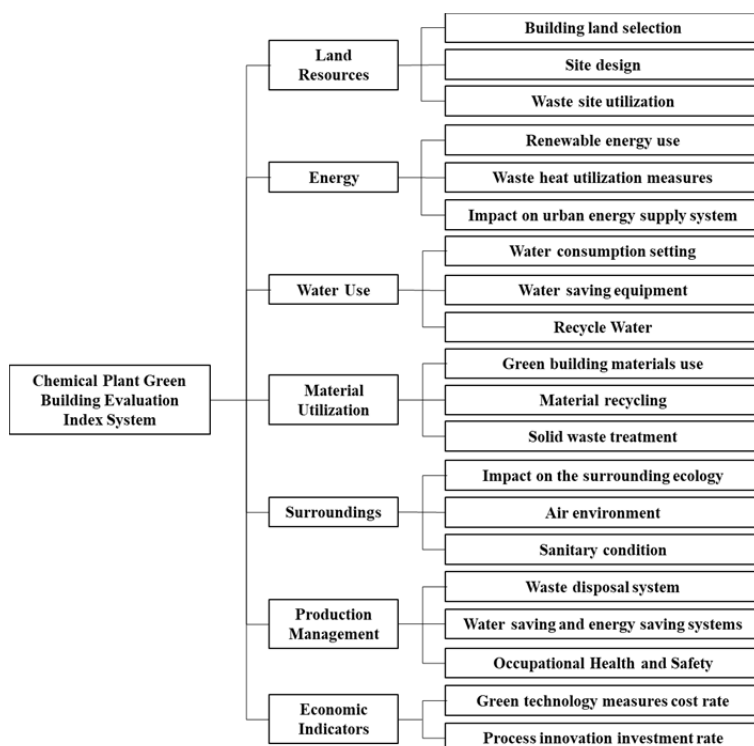 Chemical Plant Green
Building Evaluation
Index System
Land
Resources
Building land selection
Site design
Waste site utilization
Energy
Renewable energy use
Waste heat utilization measures
Impact on urban energy supply system
Water Use
Water consumption setting
Water saving equipment
Recycle Water
Material
Utilization
Green building materials use
Material recycling
Solid waste treatment
Surroundings
Impact on the surrounding ecology
Air environment
Sanitary condition
Production
Management
Waste disposal system
Water saving and energy saving systems
Occupational Health and Safety
Economic
Indicators
Green technology measures cost rate
Process innovation investment rate